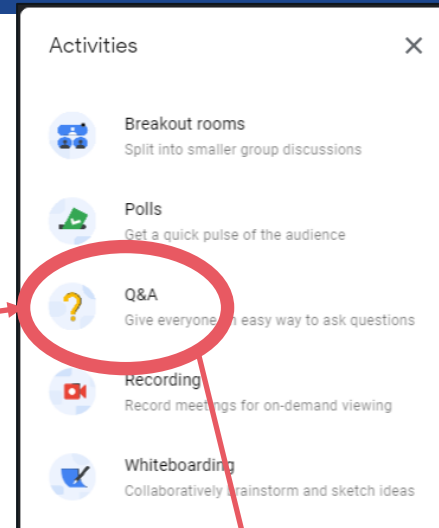 Activities
Breakout rooms
Split into smaller group discussions
Polls
Get a quick pulse of the audience
Q&A
Give everyone an easy way to ask questions
Recording
Record meetings for on-demand viewing
Whiteboarding
Collaboratively brainstorm and sketch ideas